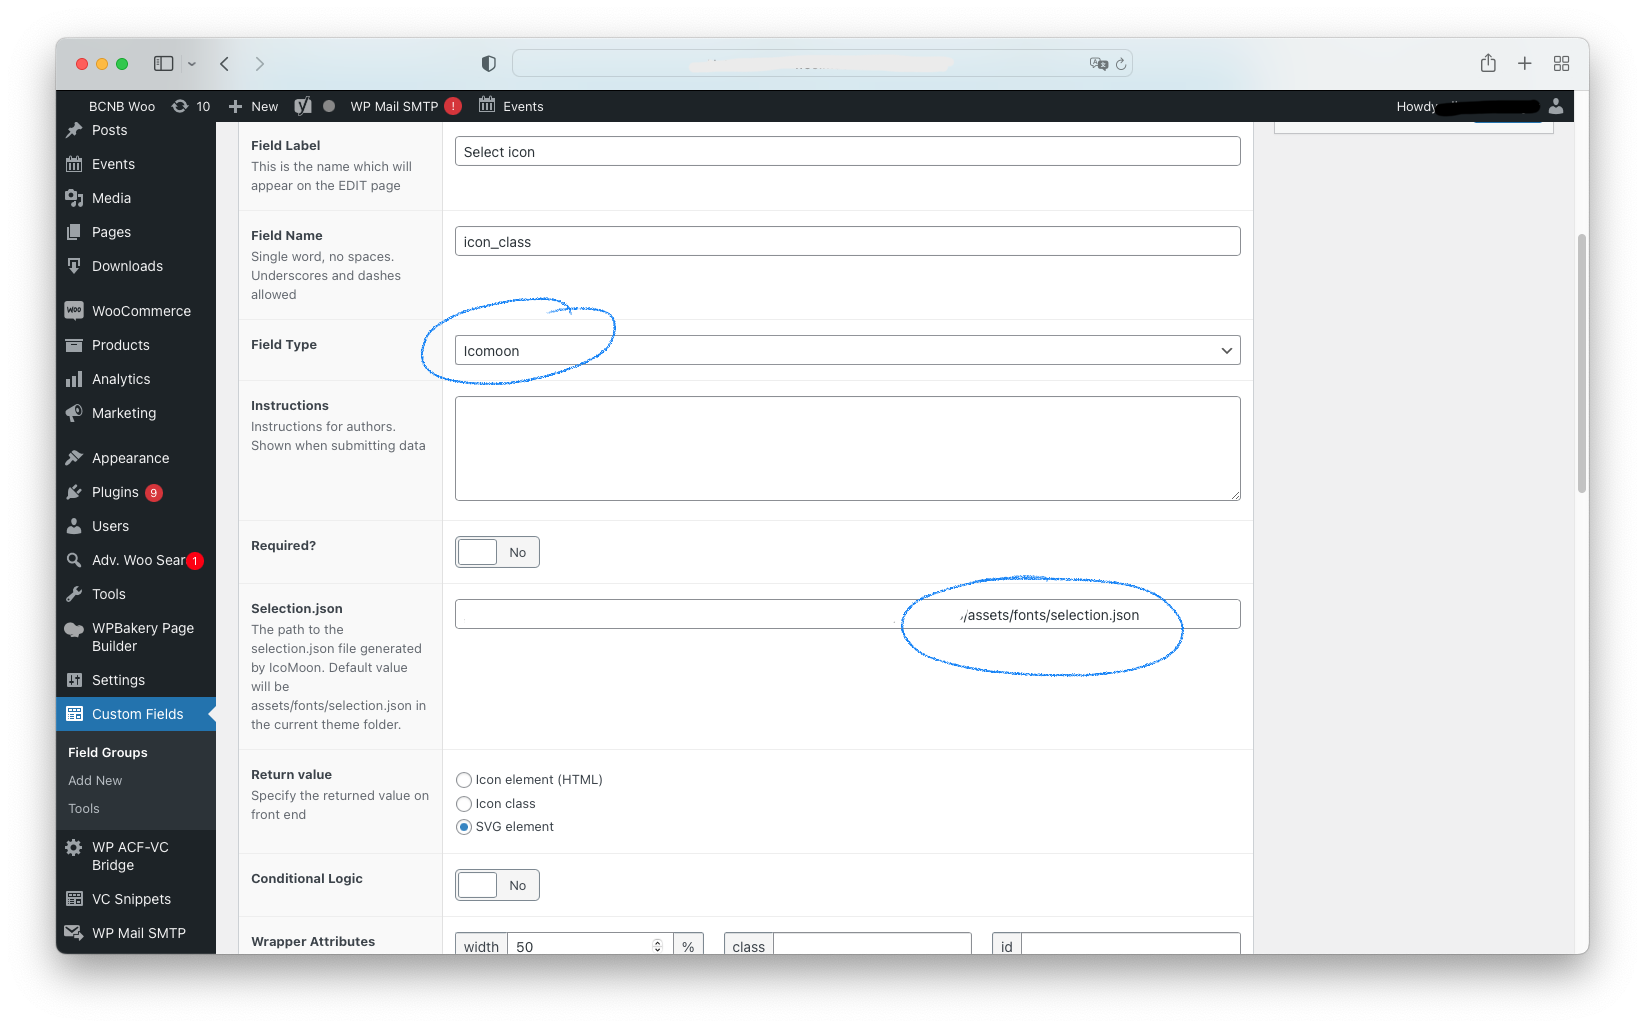 BCNB Woo 10 New WP Mail SMTP ! Events Howdy
Posts
Events
Media
Pages
Downloads
WooCommerce
Products
Analytics
Marketing
Appearance
Plugins 9
Users
Adv. Woo Sear 1
Tools
WPBakery Page
Builder
Settings
Custom Fields
Field Groups
Add New
Tools
WP ACF-VC
Bridge
VC Snippets
WP Mail SMTP
Field Label
This is the name which will
appear on the EDIT page
Select icon
Field Name
Single word, no spaces.
Underscores and dashes
allowed
icon_class
Field Type
Icomoon
Instructions
Instructions for authors.
Shown when submitting data
Required?
No
Selection.json
The path to the
selection.json file generated
by IcoMoon. Default value
will be
assets/fonts/selection.json in
the current theme folder.
/assets/fonts/selection.json
Return value
Specify the returned value on
front end
Icon element (HTML)
Icon class
SVG element
Conditional Logic
No
Wrapper Attributes
width 50 % class id